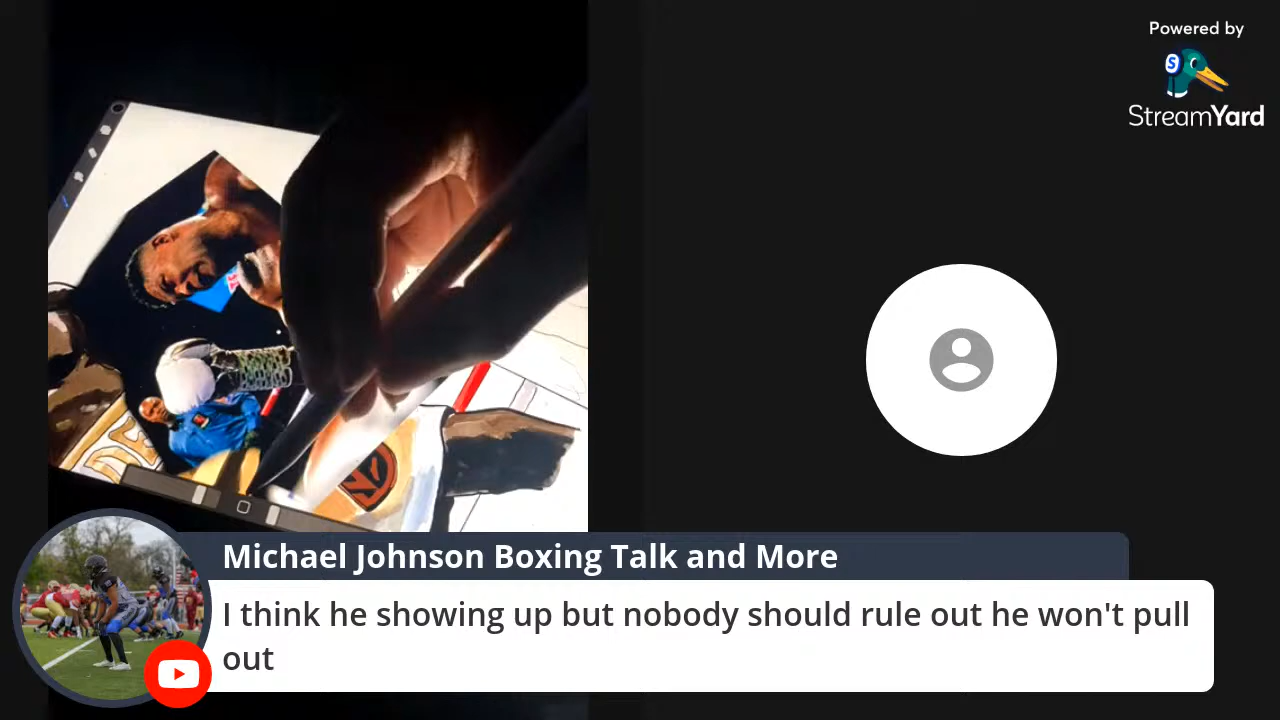 Powered by
StreamYard
Michael Johnson Boxing Talk and More
I think he showing up but nobody should rule out he won't pull
out